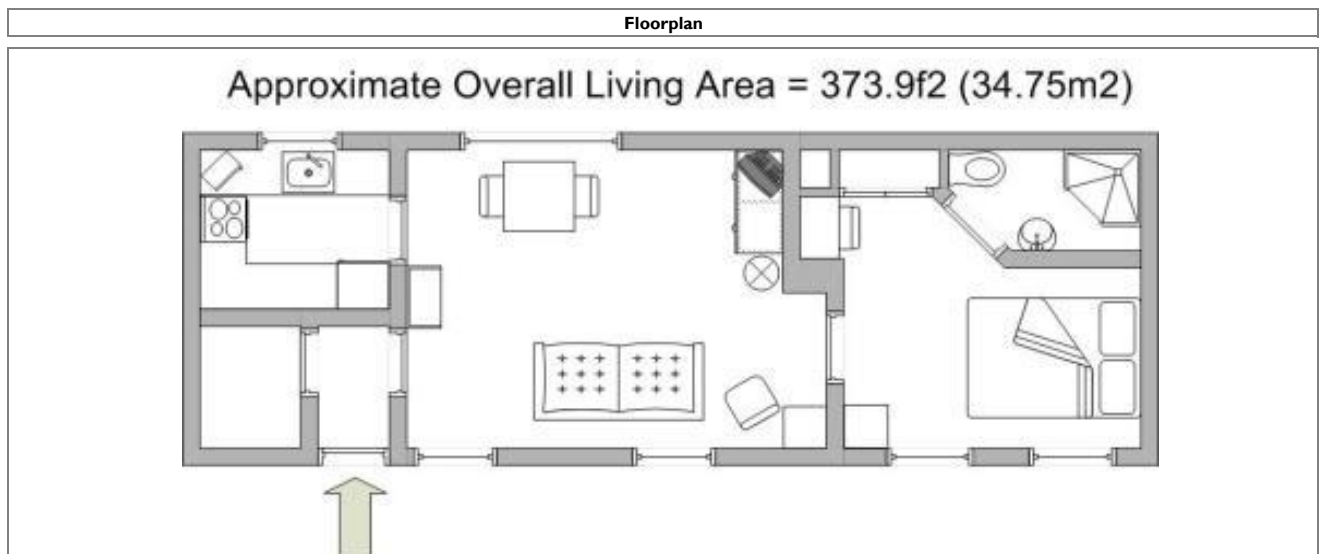 Floorplan
Approximate Overall Living Area = 373.9f2 (34.75m2)